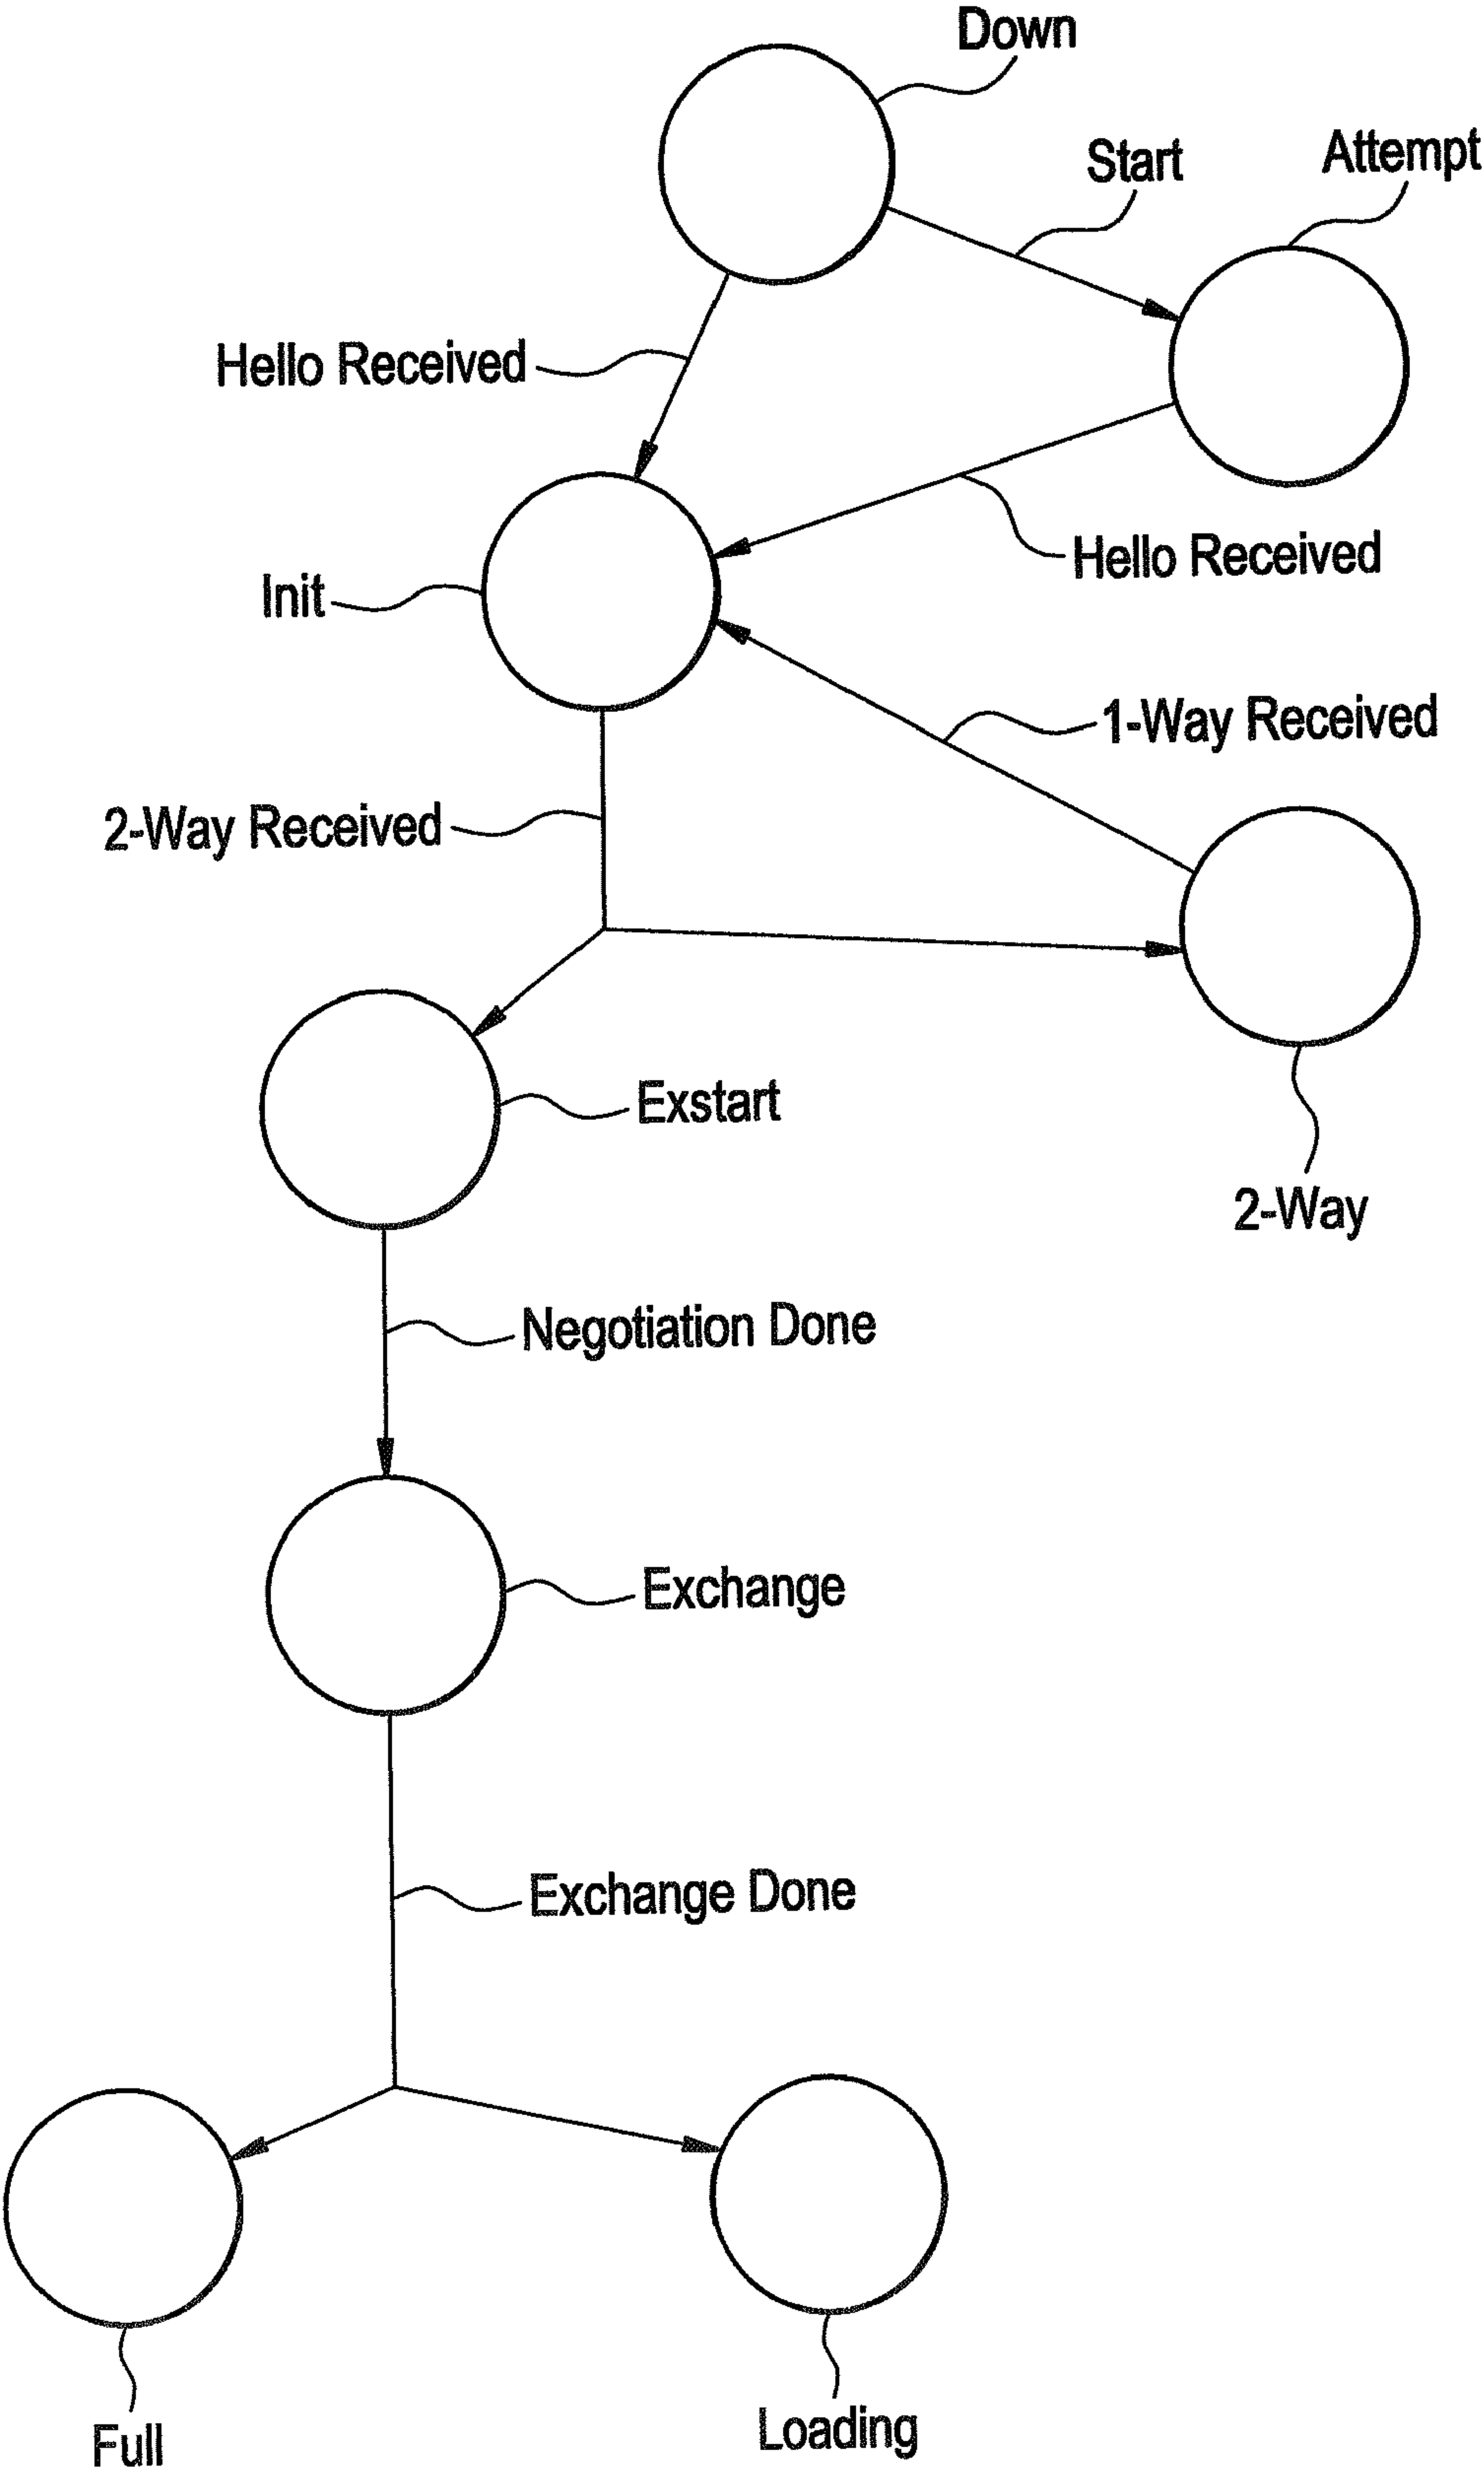 Down
Start
Attempt
Hello Received
Hello Received
Init
1-Way Received
2-Way Received
Exstart
2-Way
Negotiation Done
Exchange
Exchange Done
Full
Loading